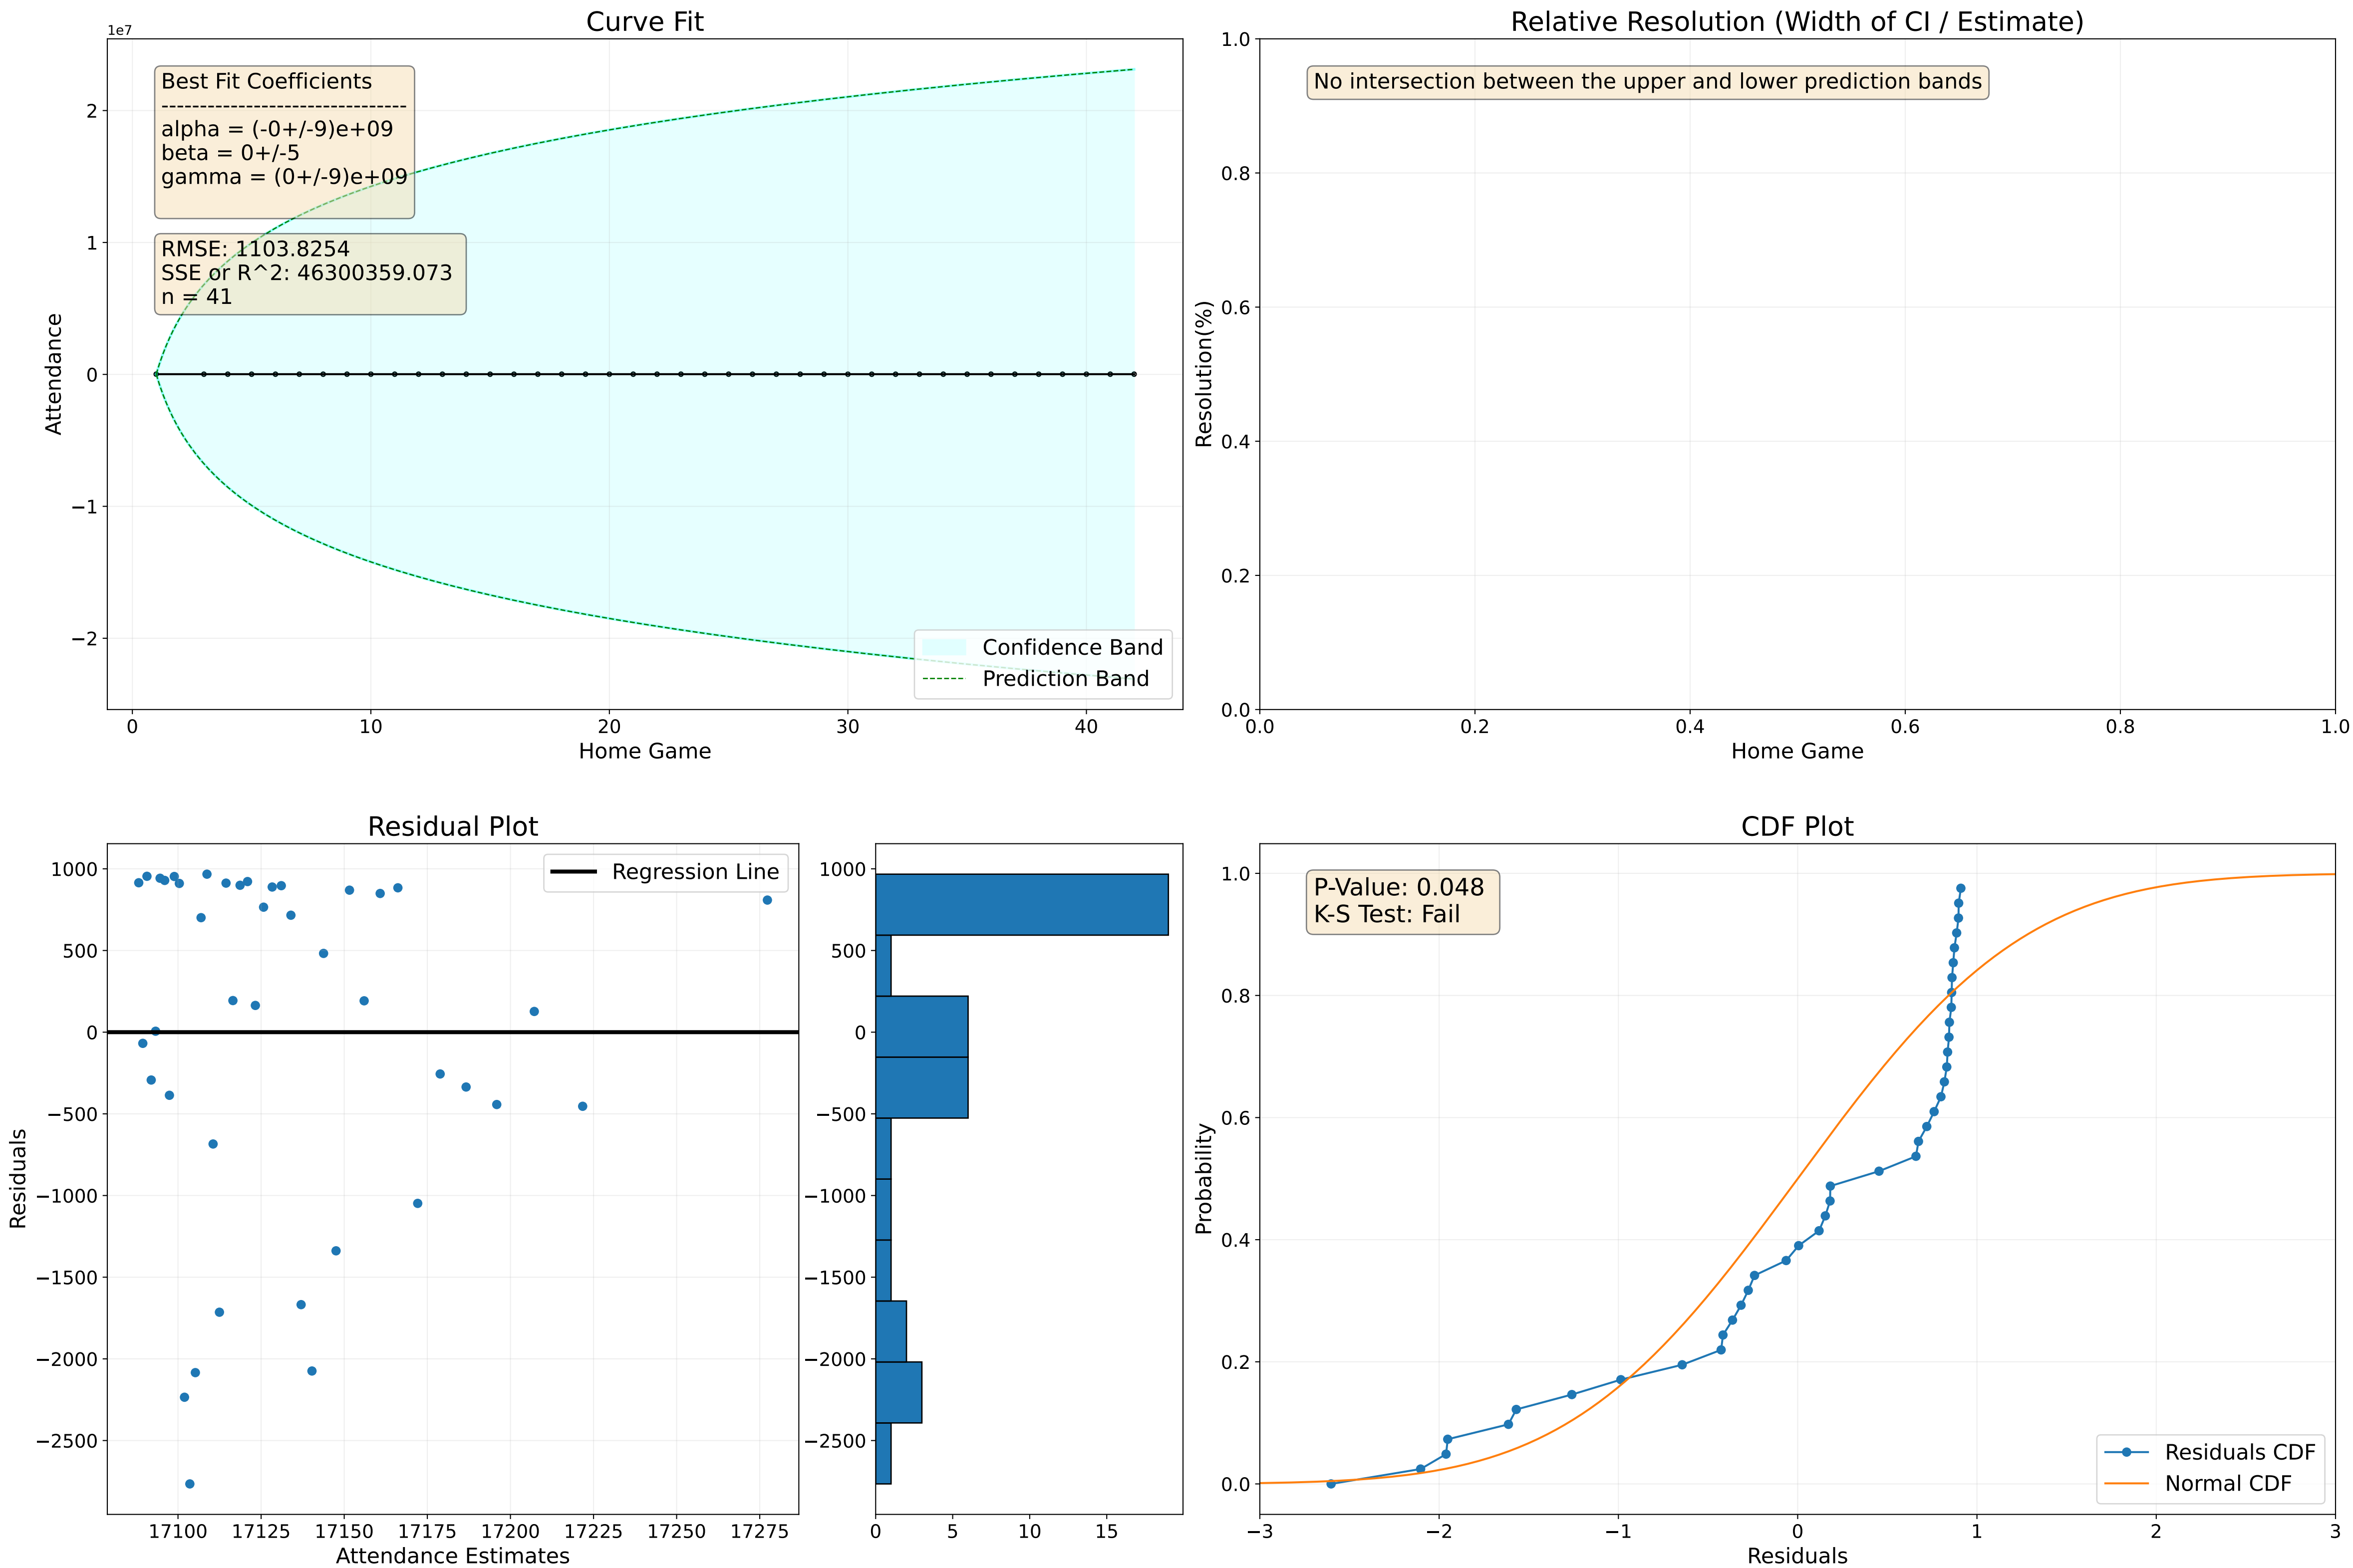 Curve Fit
1e7
Best Fit Coefficients
----------------------------
alpha = (-0+/-9)e+09
beta = 0+/-5
gamma = (0+/-9)e+09
RMSE: 1103.8254
SSE or R^2: 46300359.073
n = 41
2
1
0
−1
−2
Attendance
Confidence Band
Prediction Band
0 10 20 30 40
Home Game
Relative Resolution (Width of CI / Estimate)
No intersection between the upper and lower prediction bands
1.0
0.8
0.6
0.4
0.2
0.0
Resolution(%)
0.0 0.2 0.4 0.6 0.8 1.0
Home Game
Residual Plot
Regression Line
1000
500
0
−500
−1000
−1500
−2000
−2500
Residuals
17100 17125 17150 17175 17200 17225 17250 17275
Attendance Estimates
1000
500
0
−500
−1000
−1500
−2000
−2500
0 5 10 15
CDF Plot
P-Value: 0.048
K-S Test: Fail
1.0
0.8
0.6
0.4
0.2
0.0
Probability
Residuals CDF
Normal CDF
−3 −2 −1 0 1 2 3
Residuals